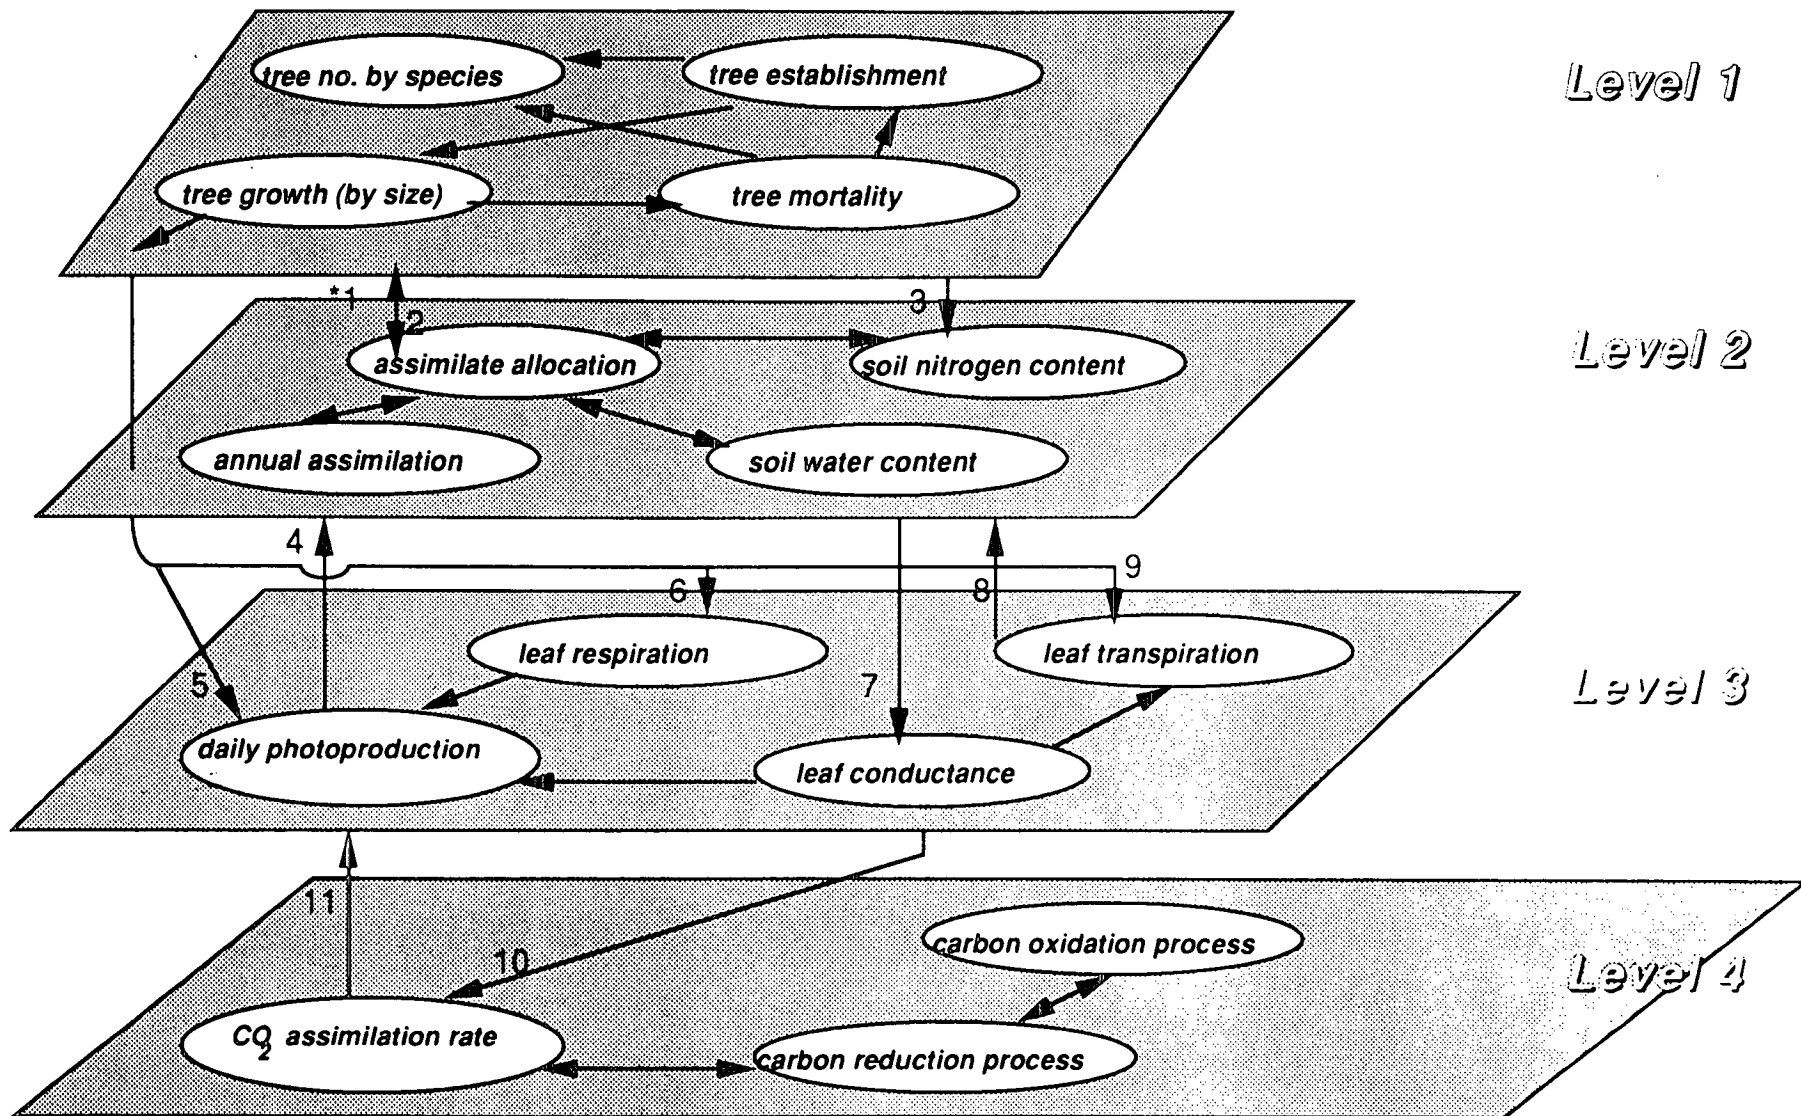 tree no. by species
tree establishment
Level 1
tree growth (by size)
tree mortality
*1
2
3
assimilate allocation
soil nitrogen content
Level 2
annual assimilation
soil water content
4
9
6
8
leaf respiration
leaf transpiration
5
7
Level 3
daily photoproduction
leaf conductance
11
10
carbon oxidation process
Level 4
CO2 assimilation rate
carbon reduction process